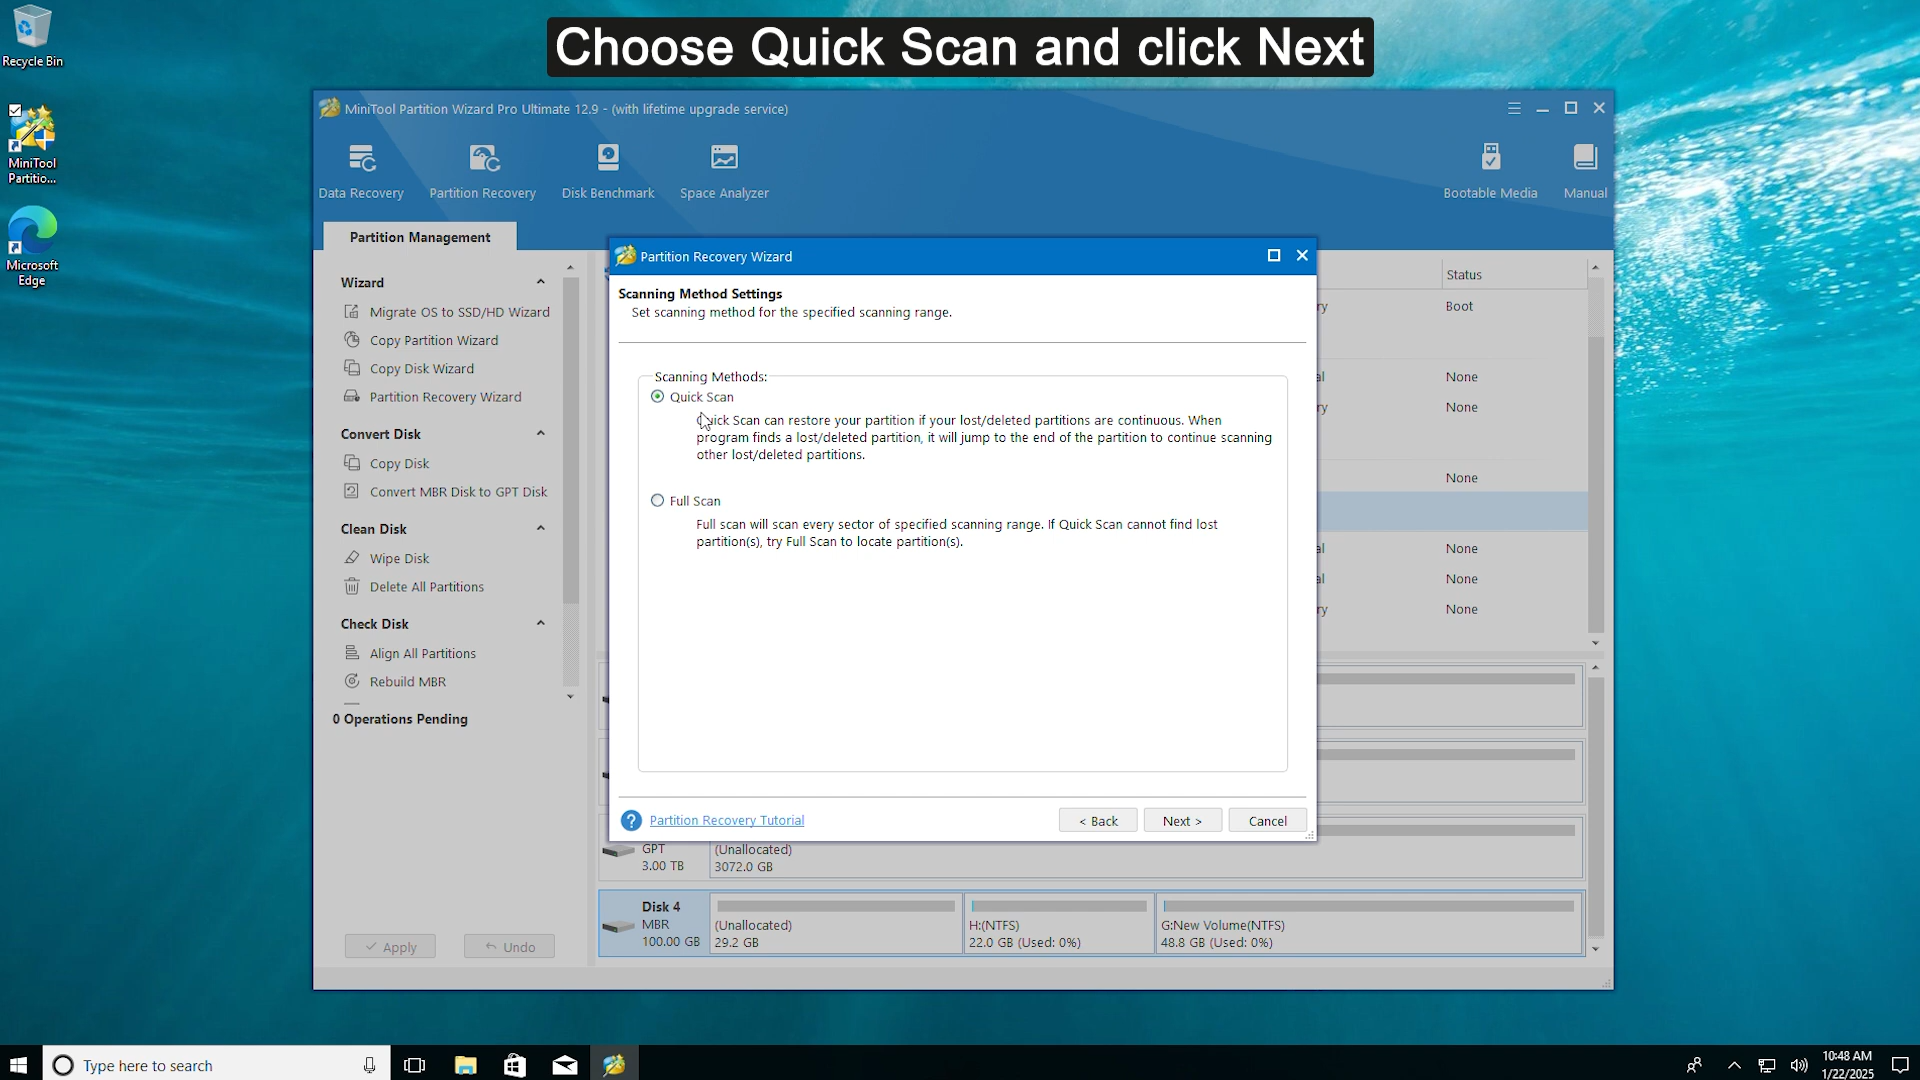 Choose Quick Scan and click Next
Recycle Bin
MiniTool
Partitio...
Microsoft
Edge
MiniTool Partition Wizard Pro Ultimate 12.9 - (with lifetime upgrade service)
Data Recovery
Partition Recovery
Disk Benchmark
Space Analyzer
Bootable Media
Manual
Partition Management
Wizard
Migrate OS to SSD/HD Wizard
Copy Partition Wizard
Copy Disk Wizard
Partition Recovery Wizard
Convert Disk
Copy Disk
Convert MBR Disk to GPT Disk
Clean Disk
Wipe Disk
Delete All Partitions
Check Disk
Align All Partitions
Rebuild MBR
0 Operations Pending
Apply
Undo
Partition Recovery Wizard
Scanning Method Settings
Set scanning method for the specified scanning range.
Scanning Methods:
Quick Scan
Quick Scan can restore your partition if your lost/deleted partitions are continuous. When
program finds a lost/deleted partition, it will jump to the end of the partition to continue scanning
other lost/deleted partitions.
Full Scan
Full scan will scan every sector of specified scanning range. If Quick Scan cannot find lost
partition(s), try Full Scan to locate partition(s).
? Partition Recovery Tutorial
< Back
Next >
Cancel
Status
Boot
None
None
None
None
None
None
GPT
3.00 TB
(Unallocated)
3072.0 GB
Disk 4
MBR
100.00 GB
(Unallocated)
29.2 GB
H:(NTFS)
22.0 GB (Used: 0%)
G:New Volume(NTFS)
48.8 GB (Used: 0%)
Type here to search
10:48 AM
1/22/2025